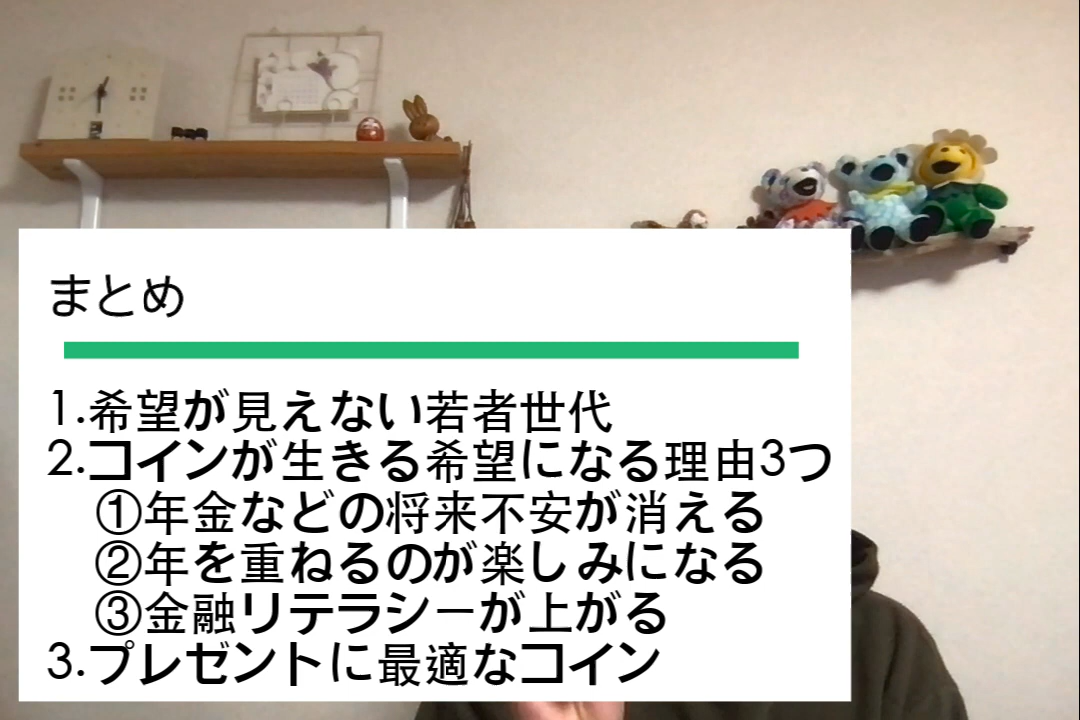 まとめ
1.希望が見えない若者世代
2.コインが生きる希望になる理由3つ
①年金などの将来不安が消える
②年を重ねるのが楽しみになる
③金融リテラシーが上がる
3.プレゼントに最適なコイン